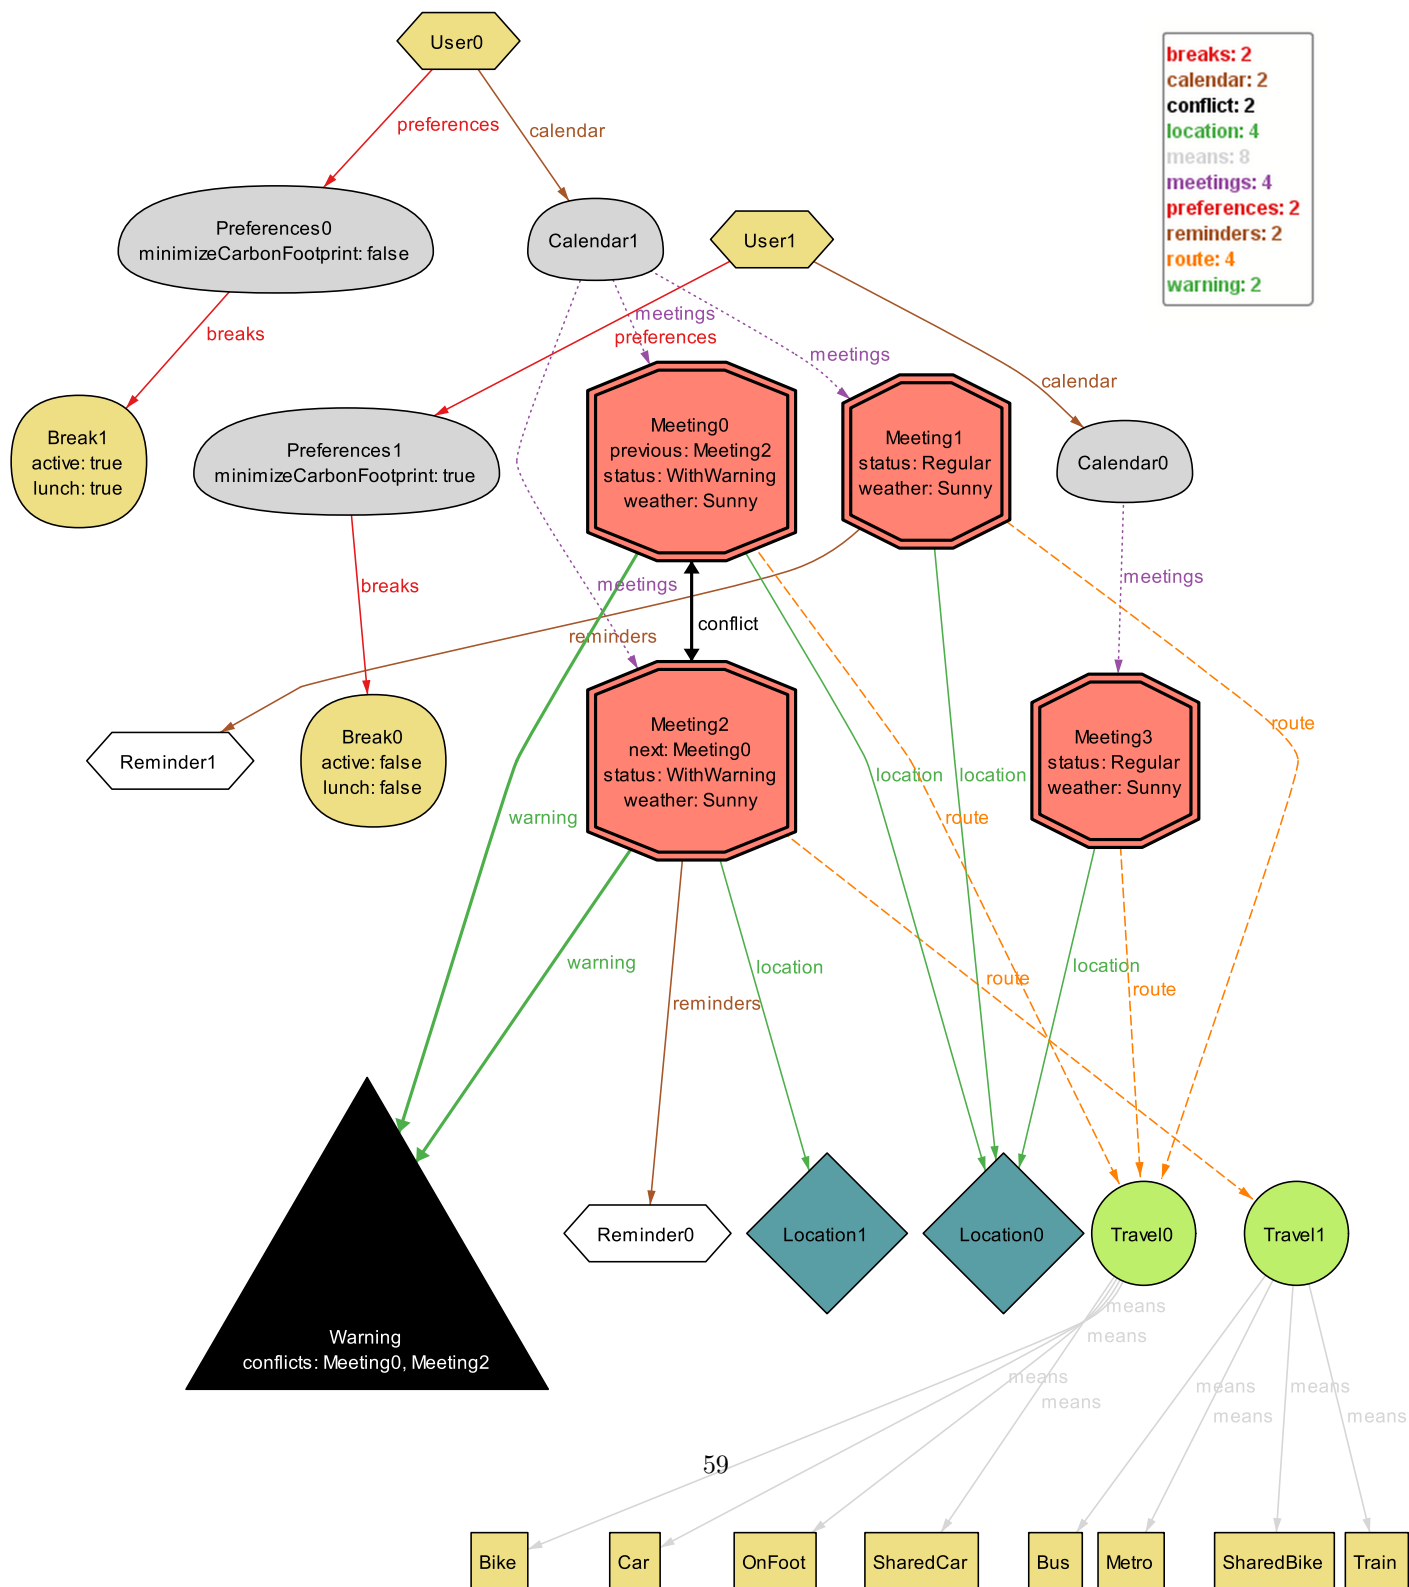 User0
breaks: 2
calendar: 2
conflict: 2
location: 4
means: 8
meetings: 4
preferences: 2
reminders: 2
route: 4
warning: 2
preferences
calendar
Preferences0
minimizeCarbonFootprint: false
Calendar1
User1
breaks
meetings
preferences
meetings
calendar
Break1
active: true
lunch: true
Preferences1
minimizeCarbonFootprint: true
Meeting0
previous: Meeting2
status: WithWarning
weather: Sunny
Meeting1
status: Regular
weather: Sunny
Calendar0
breaks
meetings
conflict
meetings
reminders
Reminder1
Break0
active: false
lunch: false
Meeting2
next: Meeting0
status: WithWarning
weather: Sunny
Meeting3
status: Regular
weather: Sunny
route
location
location
warning
route
warning
location
location
route
route
reminders
Reminder0
Location1
Location0
Travel0
Travel1
Warning
conflicts: Meeting0, Meeting2
means
means
means
means
means
means
means
means
59
Bike
Car
OnFoot
SharedCar
Bus
Metro
SharedBike
Train